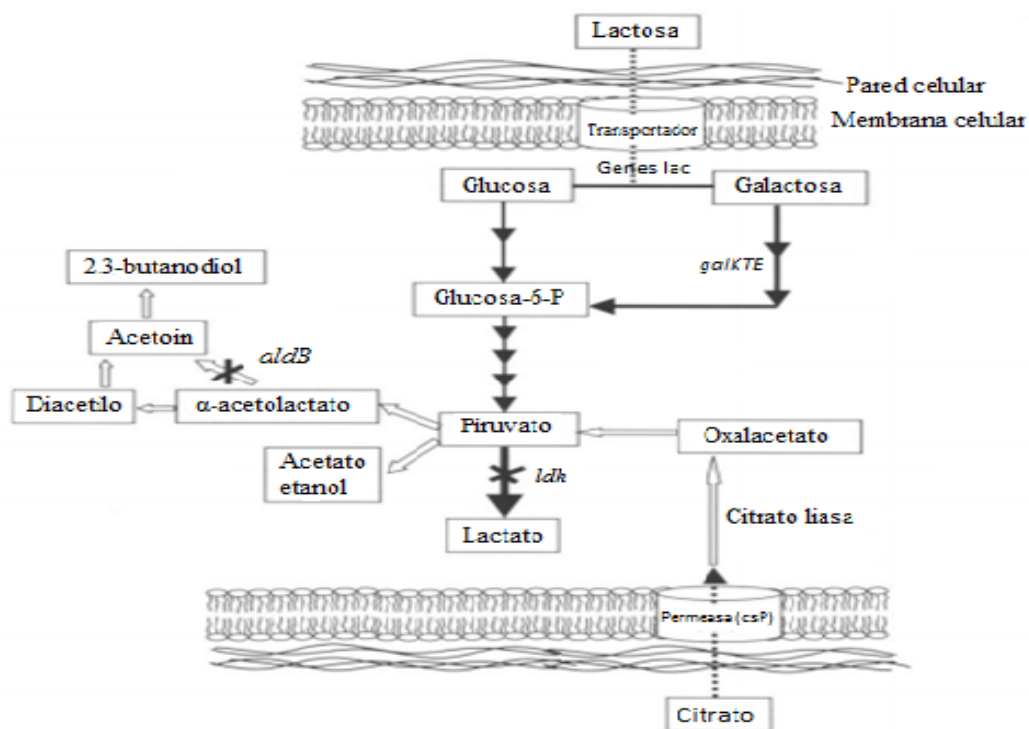 Lactosa
Pared celular
Membrana celular
Transportador
Genes lac
Glucosa
Galactosa
galKTE
2.3-butanodiol
Glucosa-6-P
Acetoin
aldB
Diacetilo
α-acetolactato
Piruvato
Oxalacetato
Acetato
etanol
ldh
Citrato liasa
Lactato
Permeasa (csP)
Citrato